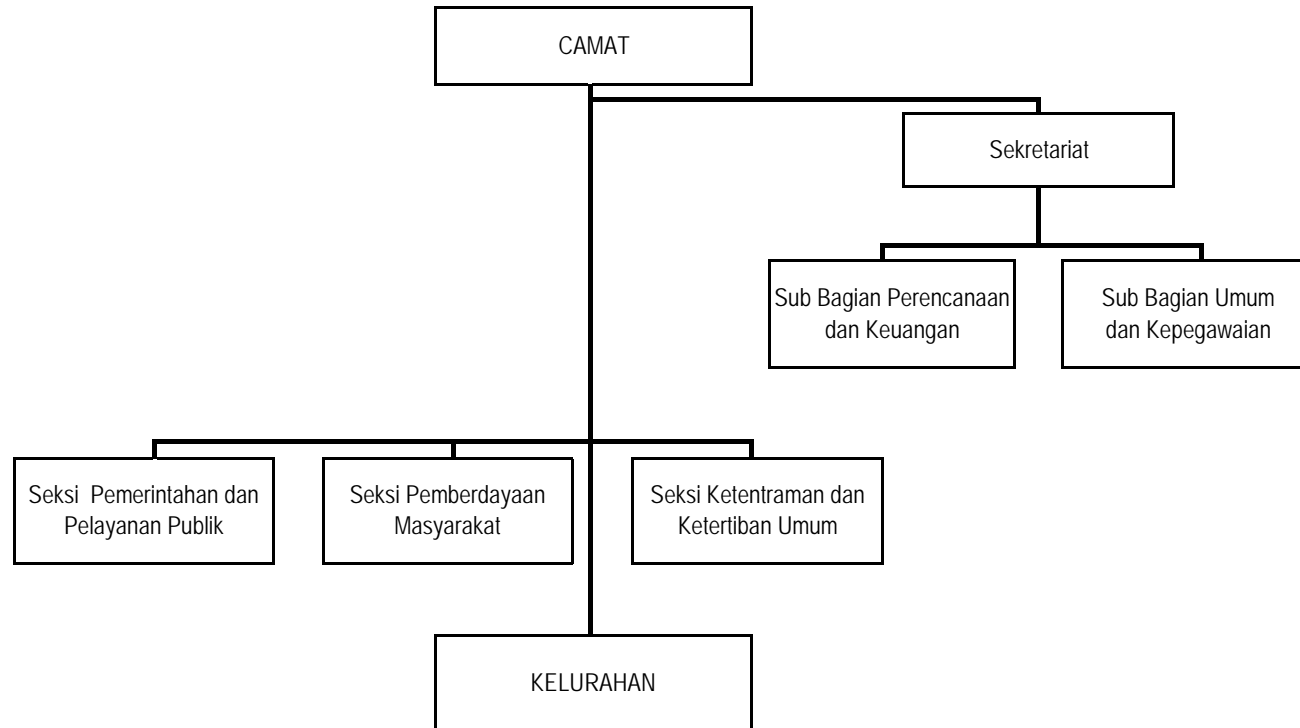 CAMAT
Sekretariat
Sub Bagian Perencanaan
dan Keuangan
Sub Bagian Umum
dan Kepegawaian
Seksi  Pemerintahan dan
Pelayanan Publik
Seksi Pemberdayaan
Masyarakat
Seksi Ketentraman dan
Ketertiban Umum
KELURAHAN